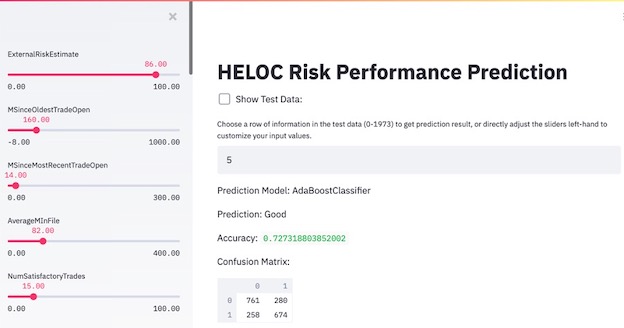 ×
ExternalRiskEstimate
86.00
0.00 100.00
MSinceOldestTradeOpen
160.00
-8.00 1000.00
MSinceMostRecentTradeOpen
14.00
0.00 300.00
AverageMInFile
82.00
0.00 400.00
NumSatisfactoryTrades
15.00
0.00 100.00
HELOC Risk Performance Prediction
Show Test Data:
Choose a row of information in the test data (0-1973) to get prediction result, or directly adjust the sliders left-hand to
customize your input values.
5
Prediction Model: AdaBoostClassifier
Prediction: Good
Accuracy: 0.727318803852002
Confusion Matrix:
0 1
0 761 280
1 258 674